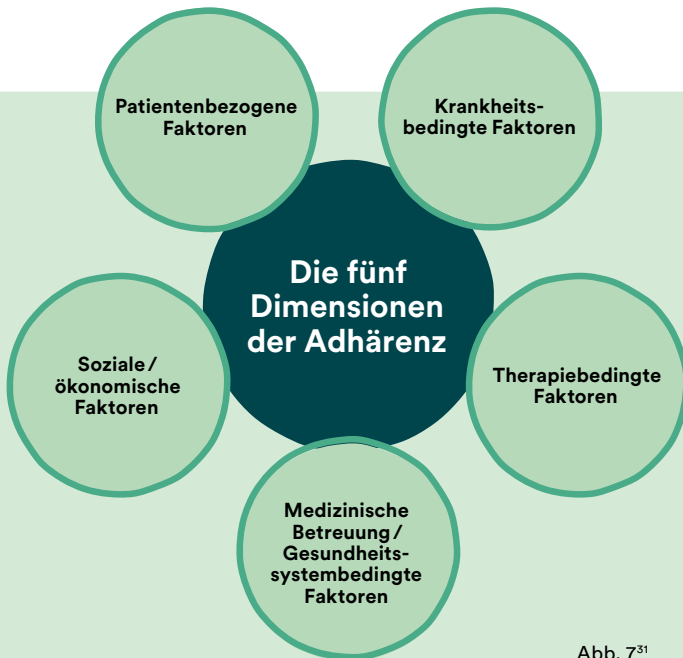 Patientenbezogene
Faktoren
Krankheits-
bedingte Faktoren
Die fünf
Dimensionen
der Adhärenz
Soziale /
ökonomische
Faktoren
Therapiebedingte
Faktoren
Medizinische
Betreuung /
Gesundheits-
systembedingte
Faktoren
Abb. 7³¹